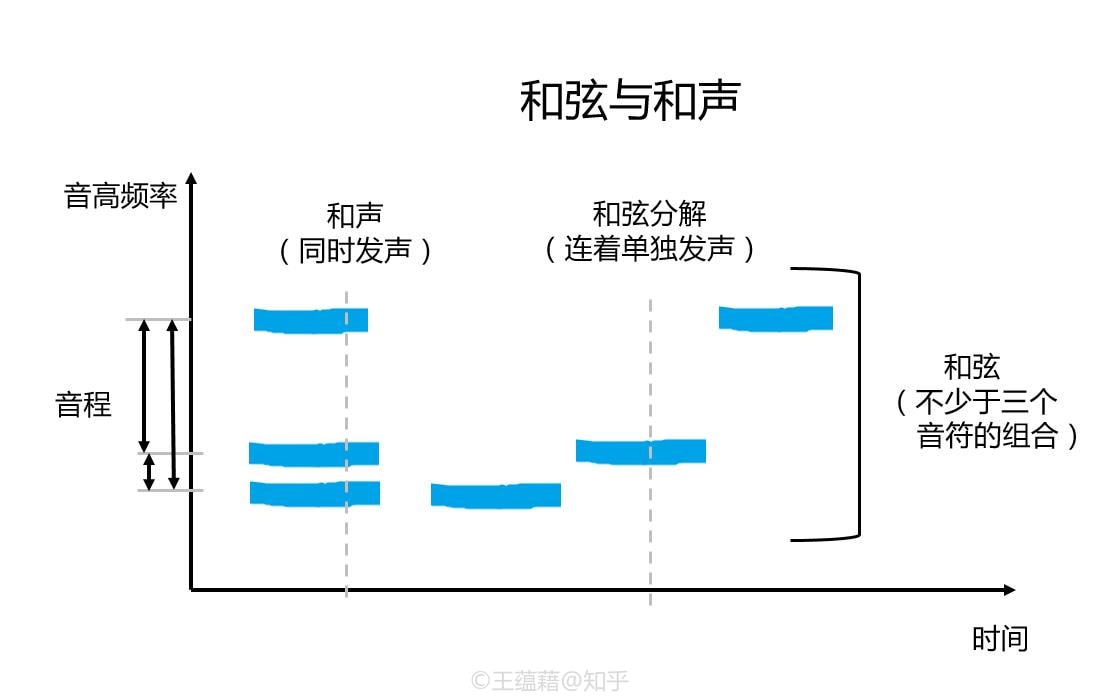 和弦与和声
音高频率
和声
（同时发声）
和弦分解
（连着单独发声）
音程
和弦
（不少于三个
音符的组合）
时间
©王蕴藉@知乎